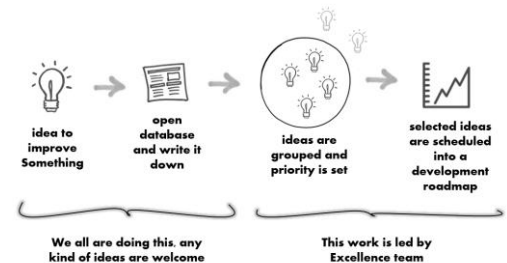 idea to
improve
Something
open
database
and write it
down
ideas are
grouped and
priority is set
selected ideas
are scheduled
into a
development
roadmap
We all are doing this, any
kind of ideas are welcome
This work is led by
Excellence team